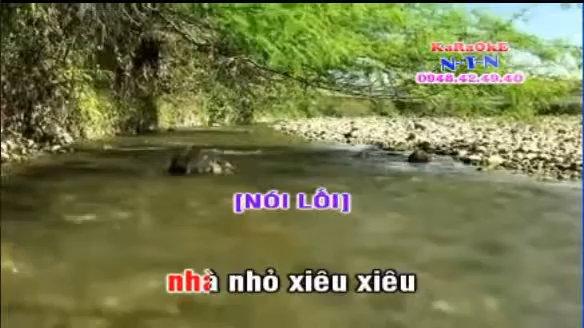 KaRaOkE
N-T-N
0948.42.49.40
[NÓI LỐI]
nhà nhỏ xiêu xiêu